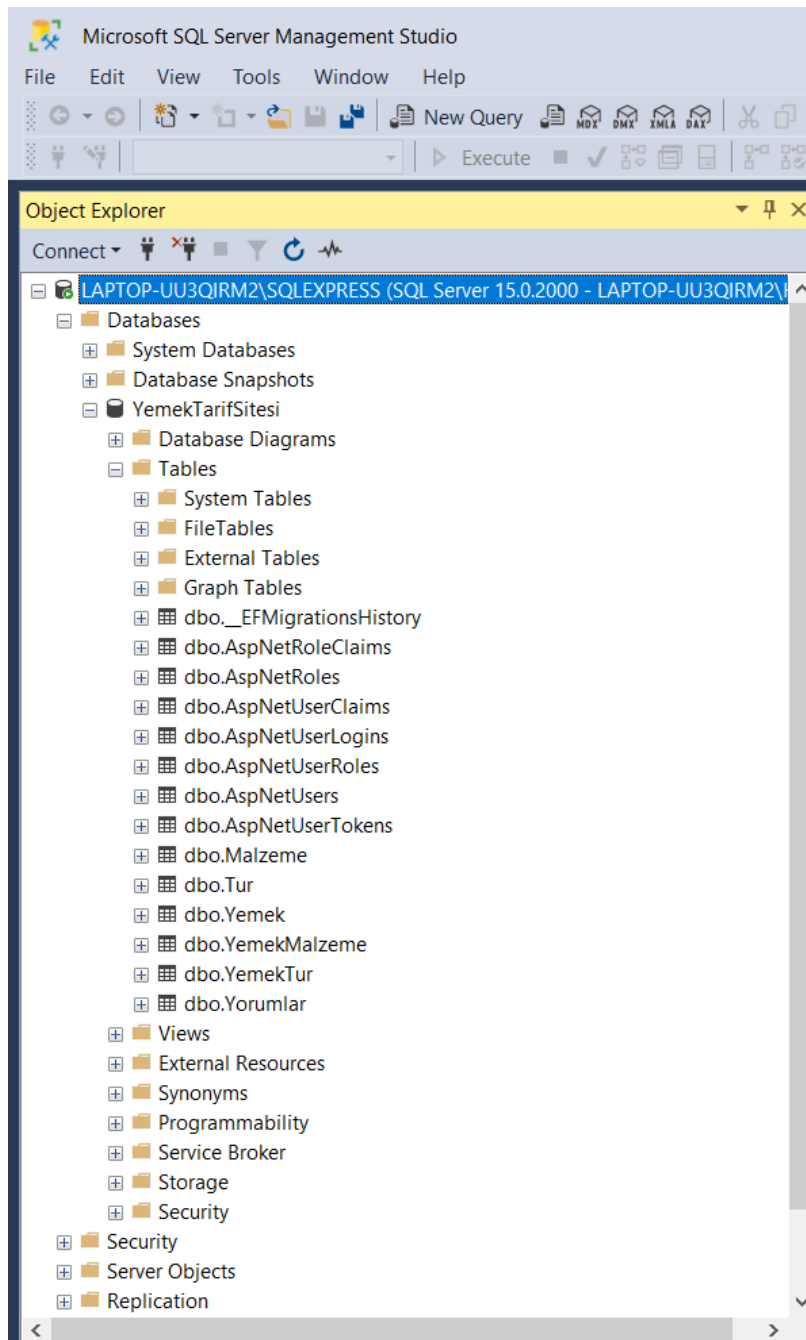 Microsoft SQL Server Management Studio
File Edit View Tools Window Help
New Query MDX DMX XMLA DAX
Execute
Object Explorer
Connect
LAPTOP-UU3QIRM2\SQLEXPRESS (SQL Server 15.0.2000 - LAPTOP-UU3QIRM2\
Databases
System Databases
Database Snapshots
YemekTarifSitesi
Database Diagrams
Tables
System Tables
FileTables
External Tables
Graph Tables
dbo.__EFMigrationsHistory
dbo.AspNetRoleClaims
dbo.AspNetRoles
dbo.AspNetUserClaims
dbo.AspNetUserLogins
dbo.AspNetUserRoles
dbo.AspNetUsers
dbo.AspNetUserTokens
dbo.Malzeme
dbo.Tur
dbo.Yemek
dbo.YemekMalzeme
dbo.YemekTur
dbo.Yorumlar
Views
External Resources
Synonyms
Programmability
Service Broker
Storage
Security
Security
Server Objects
Replication